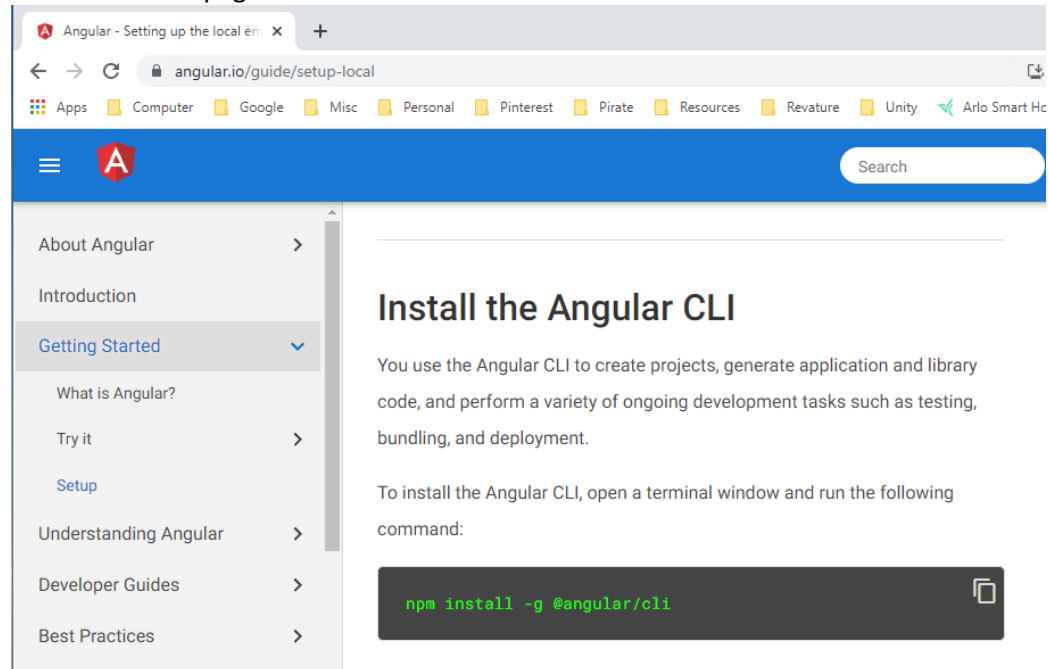 Angular - Setting up the local en
angular.io/guide/setup-local
Apps Computer Google Misc Personal Pinterest Pirate Resources Revature Unity Arlo Smart Ho
A
Search
About Angular
Introduction
Getting Started
What is Angular?
Try it
Setup
Understanding Angular
Developer Guides
Best Practices
Install the Angular CLI
You use the Angular CLI to create projects, generate application and library
code, and perform a variety of ongoing development tasks such as testing,
bundling, and deployment.
To install the Angular CLI, open a terminal window and run the following
command:
npm install -g @angular/cli